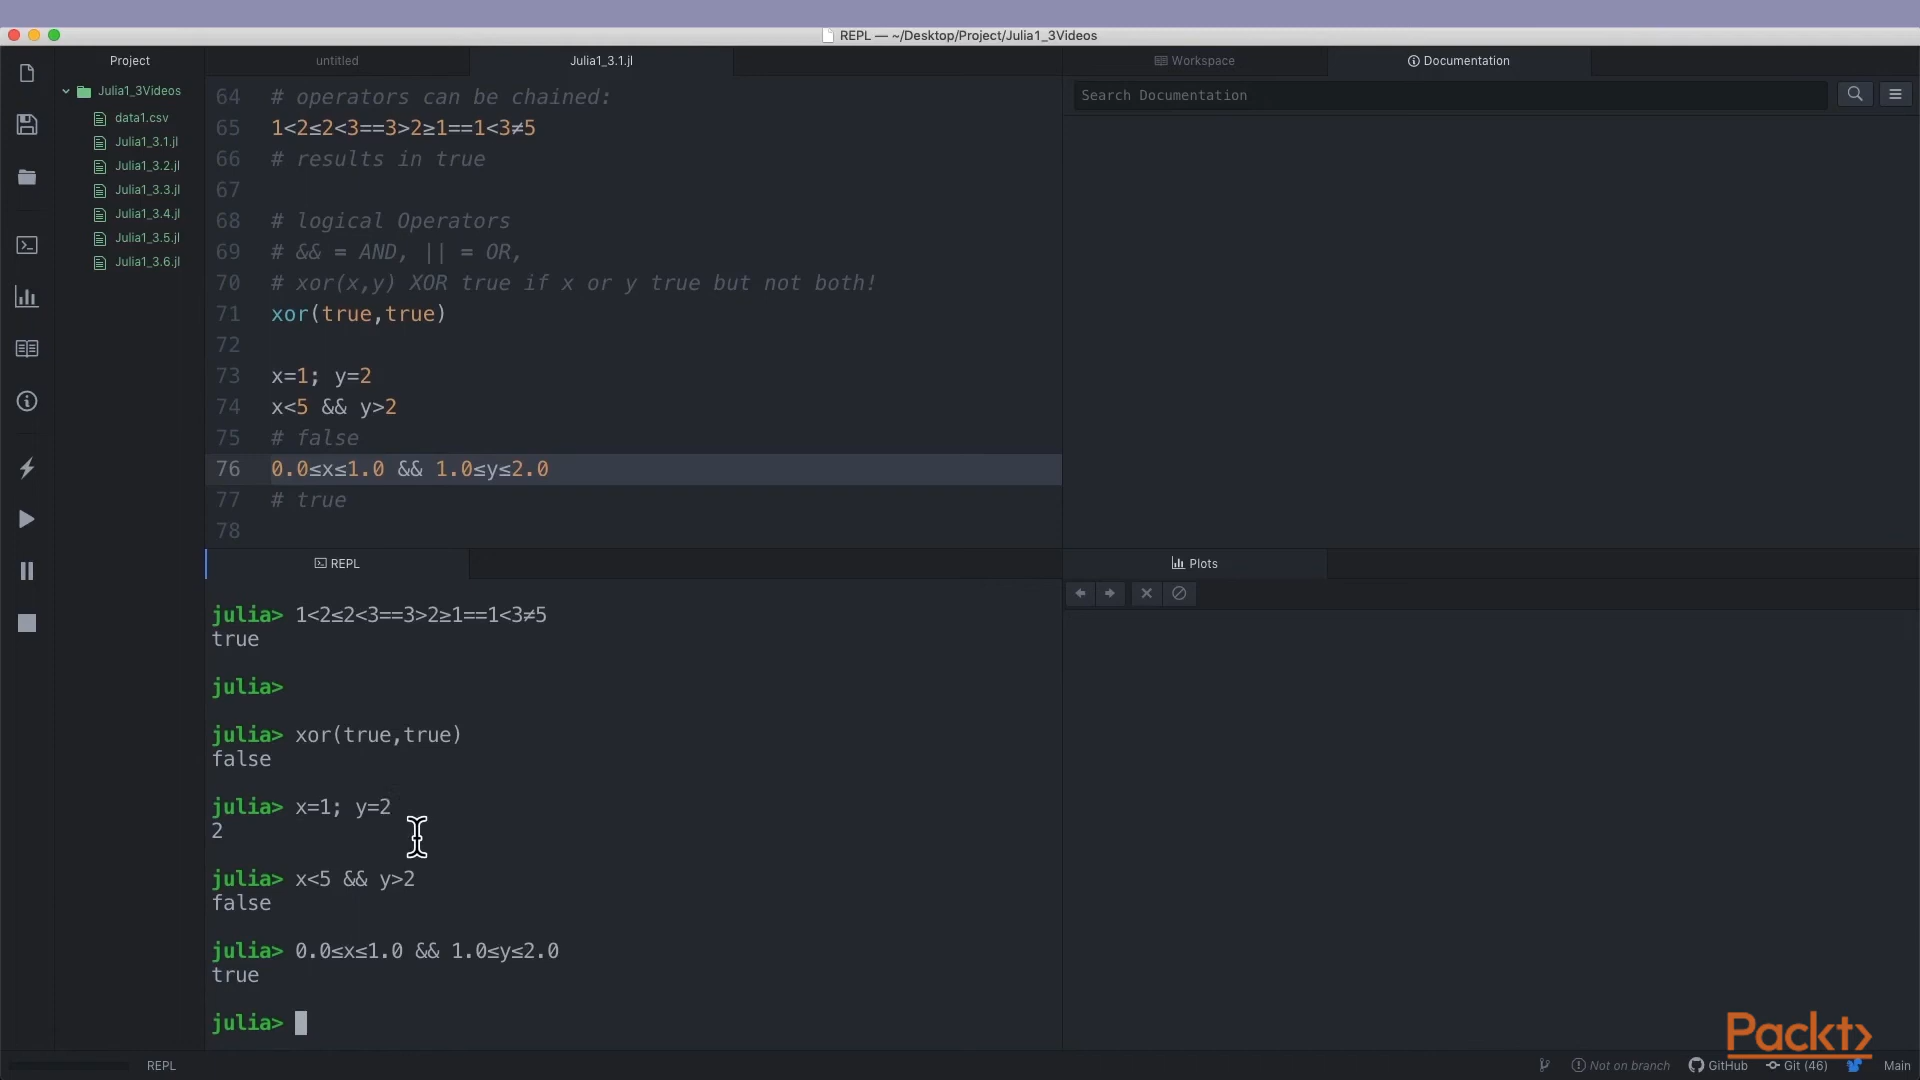 REPL — ~/Desktop/Project/Julia1_3Videos
Project
untitled
Julia1_3.1.jl
Workspace
Documentation
Julia1_3Videos
data1.csv
Julia1_3.1.jl
Julia1_3.2.jl
Julia1_3.3.jl
Julia1_3.4.jl
Julia1_3.5.jl
Julia1_3.6.jl
Search Documentation
64 # operators can be chained:
65 1<2≤2<3==3>2≥1==1<3≠5
66 # results in true
67
68 # logical Operators
69 # && = AND, || = OR,
70 # xor(x,y) XOR true if x or y true but not both!
71 xor(true,true)
72
73 x=1; y=2
74 x<5 && y>2
75 # false
76 0.0≤x≤1.0 && 1.0≤y≤2.0
77 # true
78
REPL
Plots
julia> 1<2≤2<3==3>2≥1==1<3≠5
true
julia>
julia> xor(true,true)
false
julia> x=1; y=2
2
julia> x<5 && y>2
false
julia> 0.0≤x≤1.0 && 1.0≤y≤2.0
true
julia>
Packt>
REPL
Not on branch
GitHub
Git (46)
Main